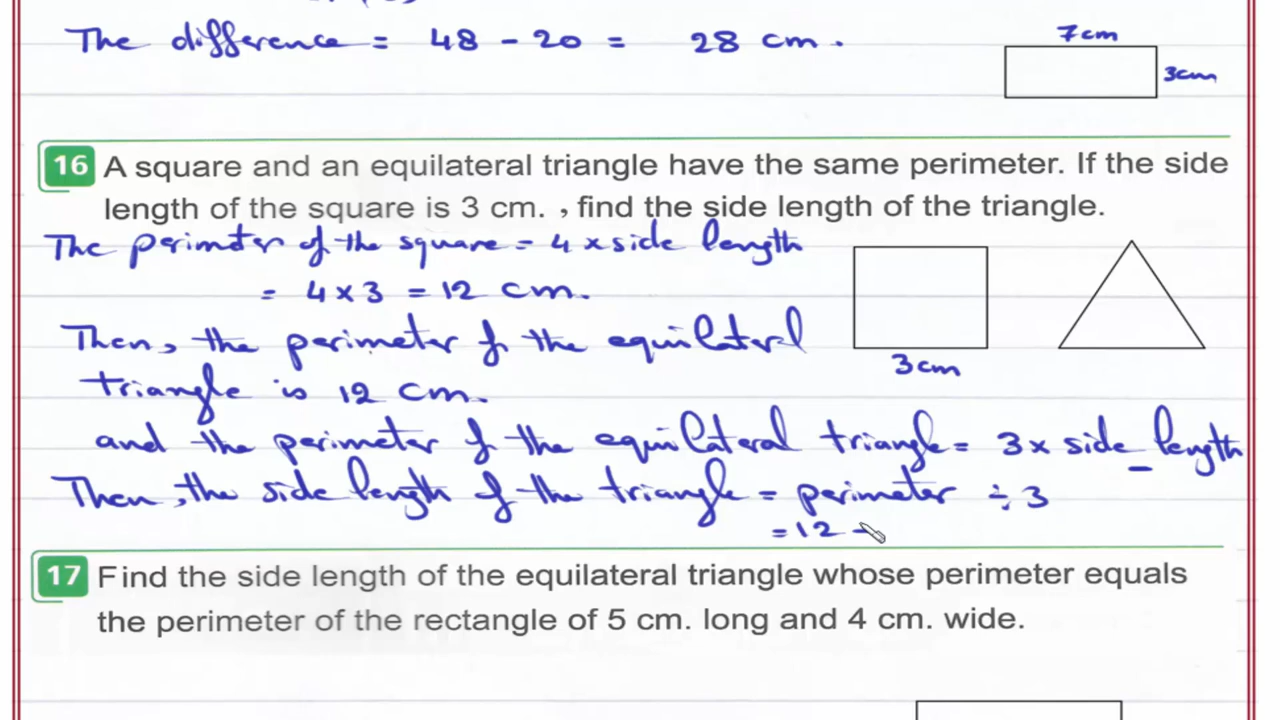 The difference = 48 - 20 = 28 cm.
7cm
3cm
16 A square and an equilateral triangle have the same perimeter. If the side
length of the square is 3 cm. , find the side length of the triangle.
The perimeter of the square = 4 × side length
= 4 × 3 = 12 cm.
3cm
Then, the perimeter of the equilateral
triangle is 12 cm.
and the perimeter of the equilateral triangle = 3 × side length
Then, the side length of the triangle = perimeter ÷ 3
= 12 -
17 Find the side length of the equilateral triangle whose perimeter equals
the perimeter of the rectangle of 5 cm. long and 4 cm. wide.